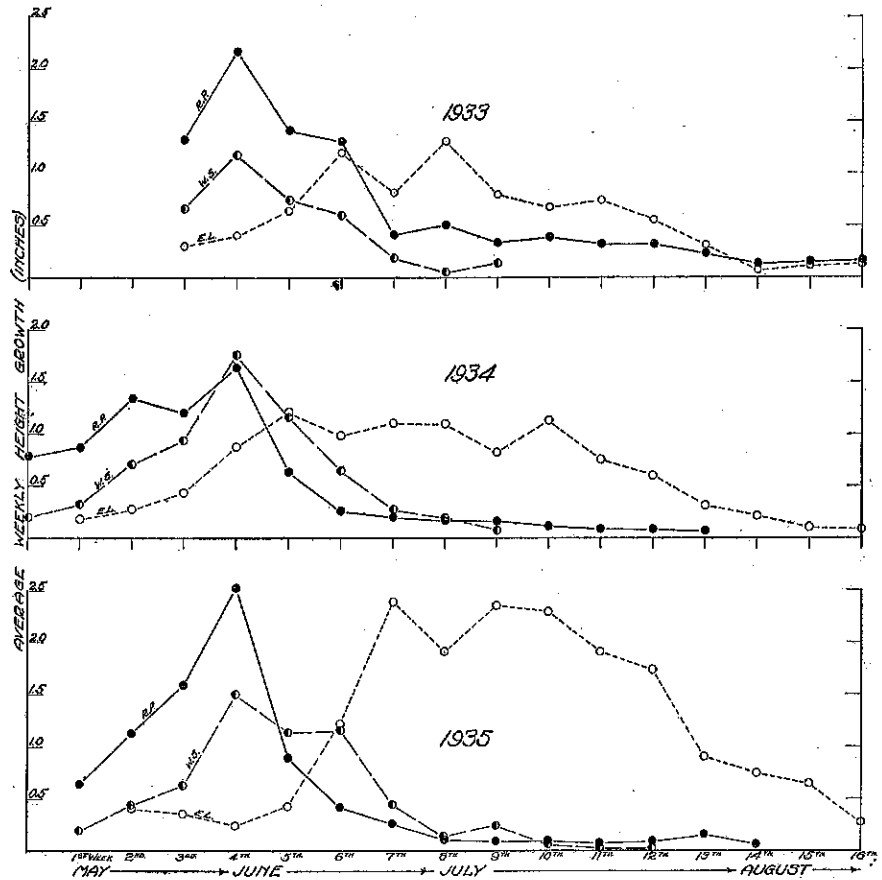 2.5
2.0
1.5
1.0
0.5
R.P.
W.S.
E.L.
1933
2.0
1.5
1.0
0.5
R.P.
W.S.
E.L.
1934
2.5
2.0
1.5
1.0
0.5
R.P.
W.S.
E.L.
1935
AVERAGE WEEKLY HEIGHT GROWTH (INCHES)
1ST WEEK 2ND. 3RD. 4TH 5TH 6TH 7TH 8TH 9TH 10TH 11TH 12TH 13TH 14TH 15TH 16TH
MAY JUNE JULY AUGUST